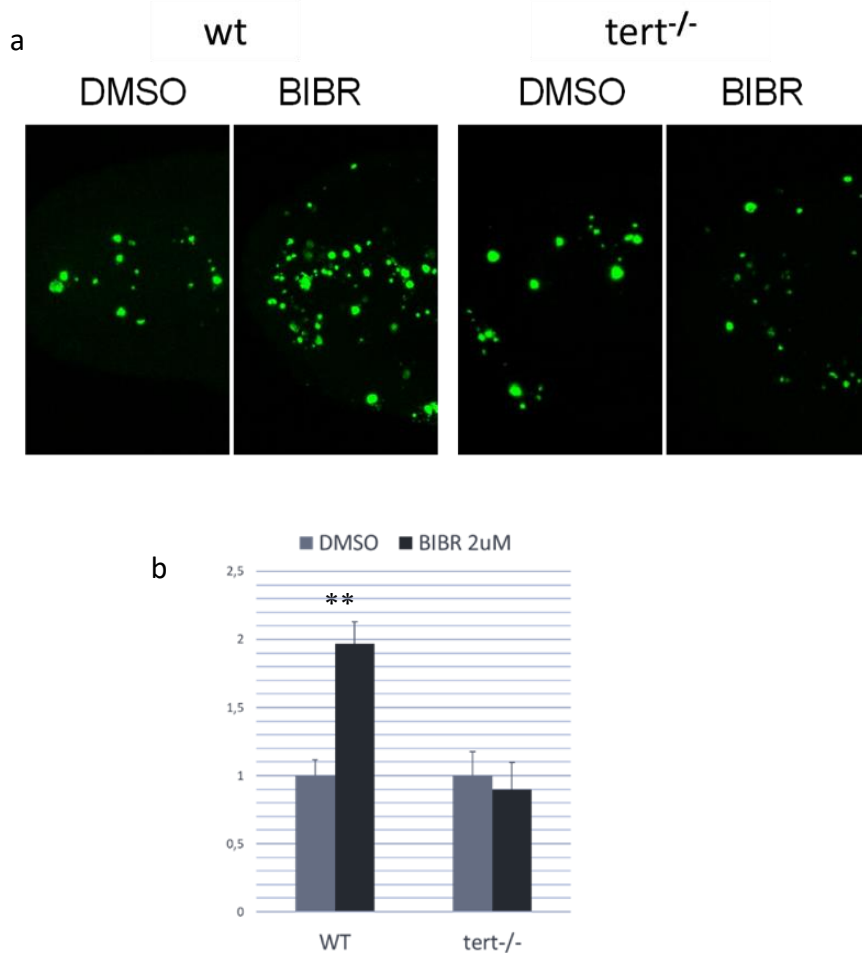 a
wt tert-/-
DMSO BIBR DMSO BIBR
b
DMSO BIBR 2uM
2,5
**
2
1,5
1
0,5
0
WT tert-/-